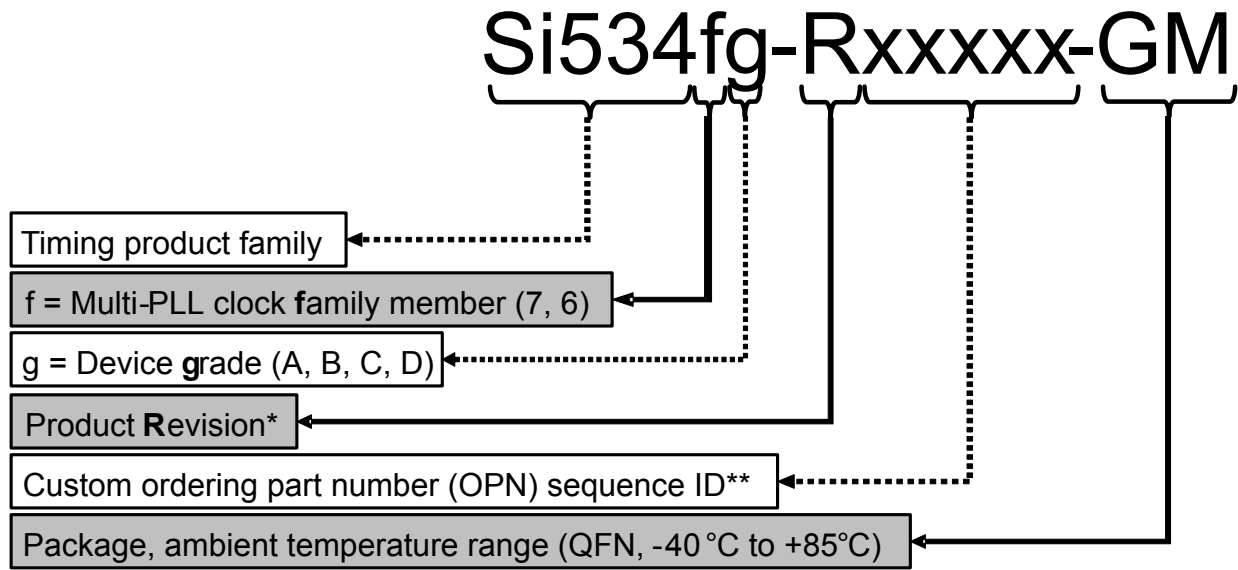 Si534fg-Rxxxxx-GM
Timing product family
f = Multi-PLL clock family member (7, 6)
g = Device grade (A, B, C, D)
Product Revision*
Custom ordering part number (OPN) sequence ID**
Package, ambient temperature range (QFN, -40°C to +85°C)